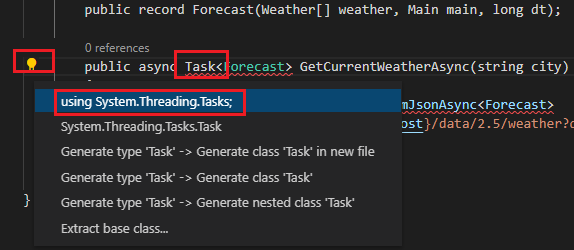 public record Forecast(Weather[] weather, Main main, long dt);
0 references
public async Task<Forecast> GetCurrentWeatherAsync(string city)
using System.Threading.Tasks;
mJsonAsync<Forecast>
System.Threading.Tasks.Task
ost}/data/2.5/weather?
Generate type 'Task' -> Generate class 'Task' in new file
Generate type 'Task' -> Generate class 'Task'
Generate type 'Task' -> Generate nested class 'Task'
}
Extract base class...